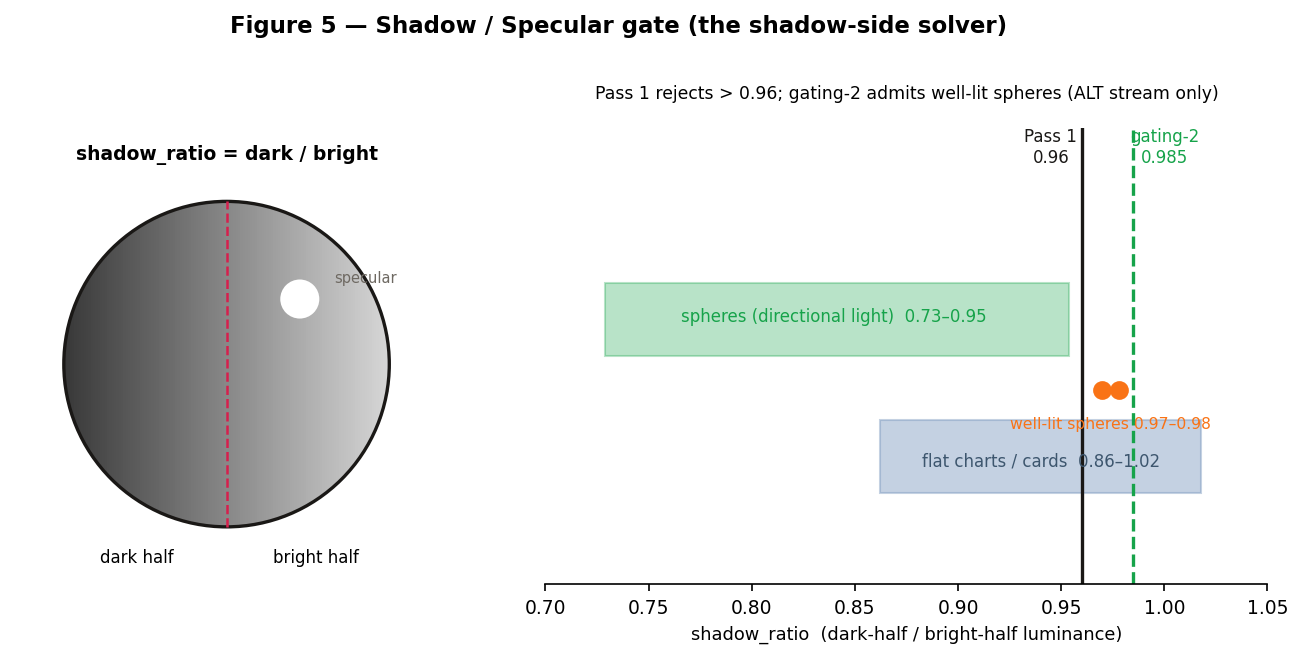 Figure 5 — Shadow / Specular gate (the shadow-side solver)
shadow_ratio = dark / bright
specular
dark half
bright half
Pass 1 rejects > 0.96; gating-2 admits well-lit spheres (ALT stream only)
Pass 1
0.96
gating-2
0.985
spheres (directional light)  0.73–0.95
well-lit spheres 0.97–0.98
flat charts / cards  0.86–1.02
0.70
0.75
0.80
0.85
0.90
0.95
1.00
1.05
shadow_ratio  (dark-half / bright-half luminance)